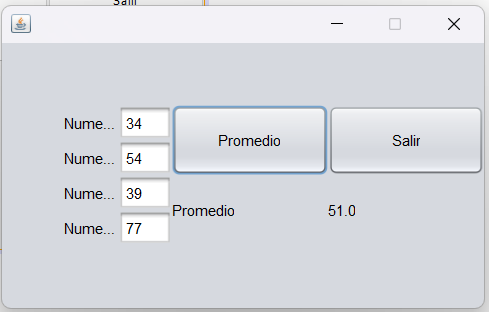 Salir
Nume... 34
Promedio Salir
Nume... 54
Nume... 39
Promedio 51.0
Nume... 77